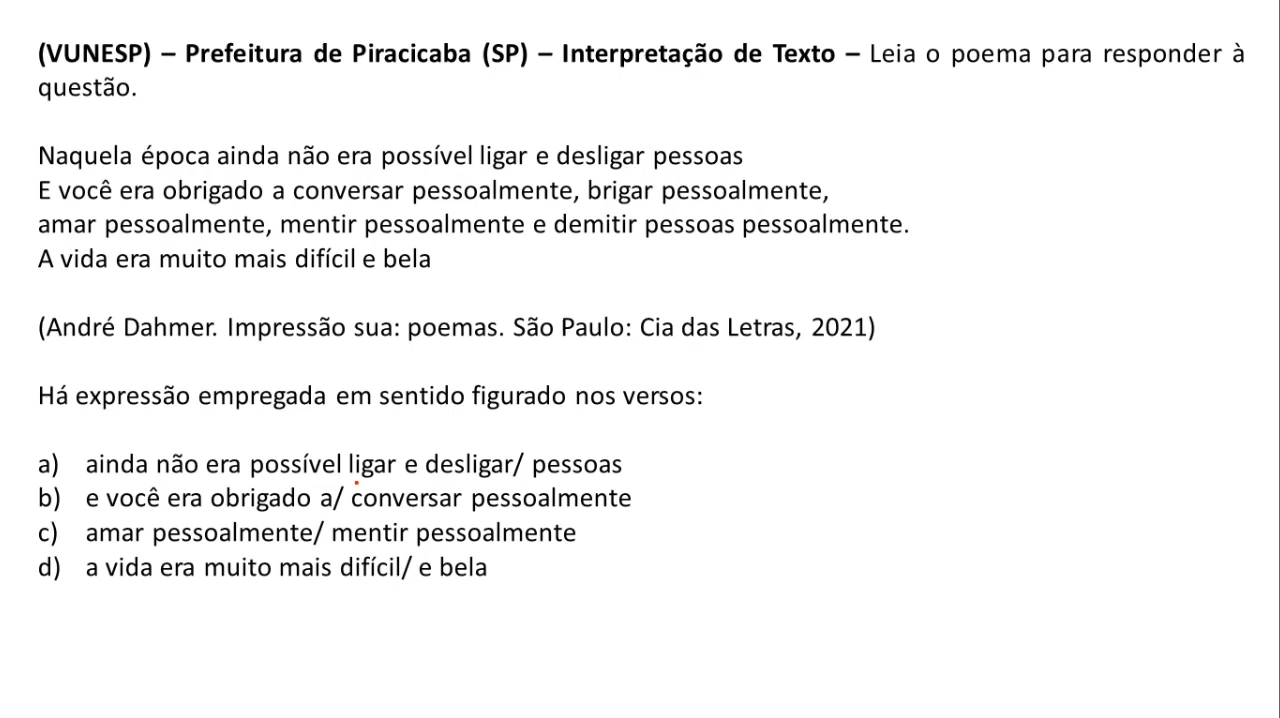 (VUNESP) – Prefeitura de Piracicaba (SP) – Interpretação de Texto – Leia o poema para responder à
questão.
Naquela época ainda não era possível ligar e desligar pessoas
E você era obrigado a conversar pessoalmente, brigar pessoalmente,
amar pessoalmente, mentir pessoalmente e demitir pessoas pessoalmente.
A vida era muito mais difícil e bela
(André Dahmer. Impressão sua: poemas. São Paulo: Cia das Letras, 2021)
Há expressão empregada em sentido figurado nos versos:
a) ainda não era possível ligar e desligar/ pessoas
b) e você era obrigado a/ conversar pessoalmente
c) amar pessoalmente/ mentir pessoalmente
d) a vida era muito mais difícil/ e bela